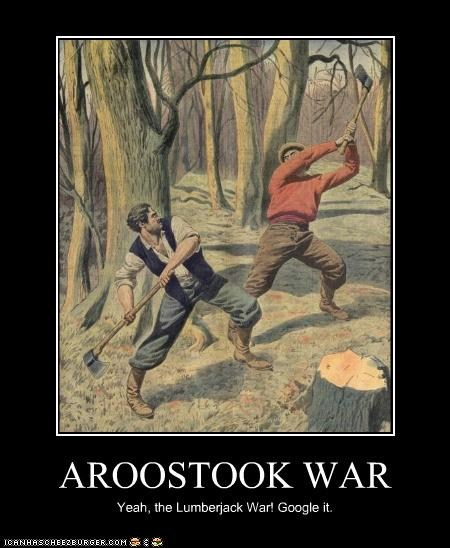 AROOSTOOK WAR
Yeah, the Lumberjack War! Google it.
ICANHASCHEEZBURGER.COM